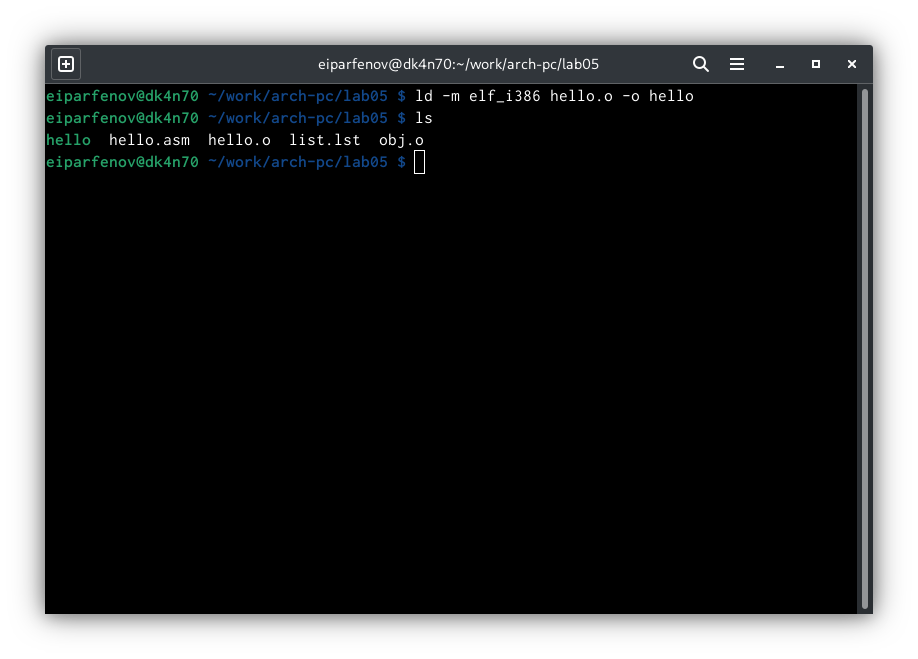 eiparfenov@dk4n70:~/work/arch-pc/lab05
eiparfenov@dk4n70 ~/work/arch-pc/lab05 $ ld -m elf_i386 hello.o -o hello
eiparfenov@dk4n70 ~/work/arch-pc/lab05 $ ls
hello  hello.asm  hello.o  list.lst  obj.o
eiparfenov@dk4n70 ~/work/arch-pc/lab05 $